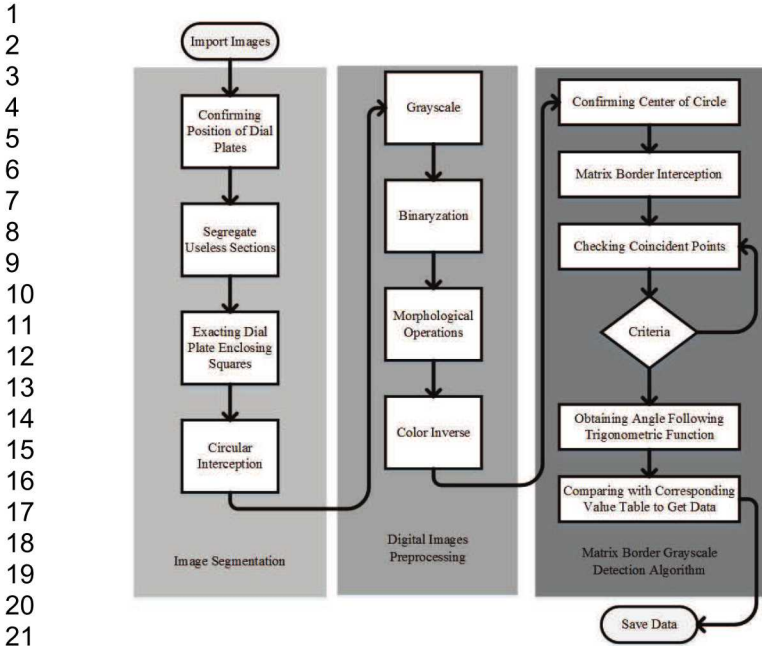 1
2
3
4
5
6
7
8
9
10
11
12
13
14
15
16
17
18
19
20
21
Import Images
Confirming
Position of Dial
Plates
Segregate
Useless Sections
Exacting Dial
Plate Enclosing
Squares
Circular
Interception
Image Segmentation
Grayscale
Binaryzation
Morphological
Operations
Color Inverse
Digital Images
Preprocessing
Confirming Center of Circle
Matrix Border Interception
Checking Coincident Points
Criteria
Obtaining Angle Following
Trigonometric Function
Comparing with Corresponding
Value Table to Get Data
Matrix Border Grayscale
Detection Algorithm
Save Data